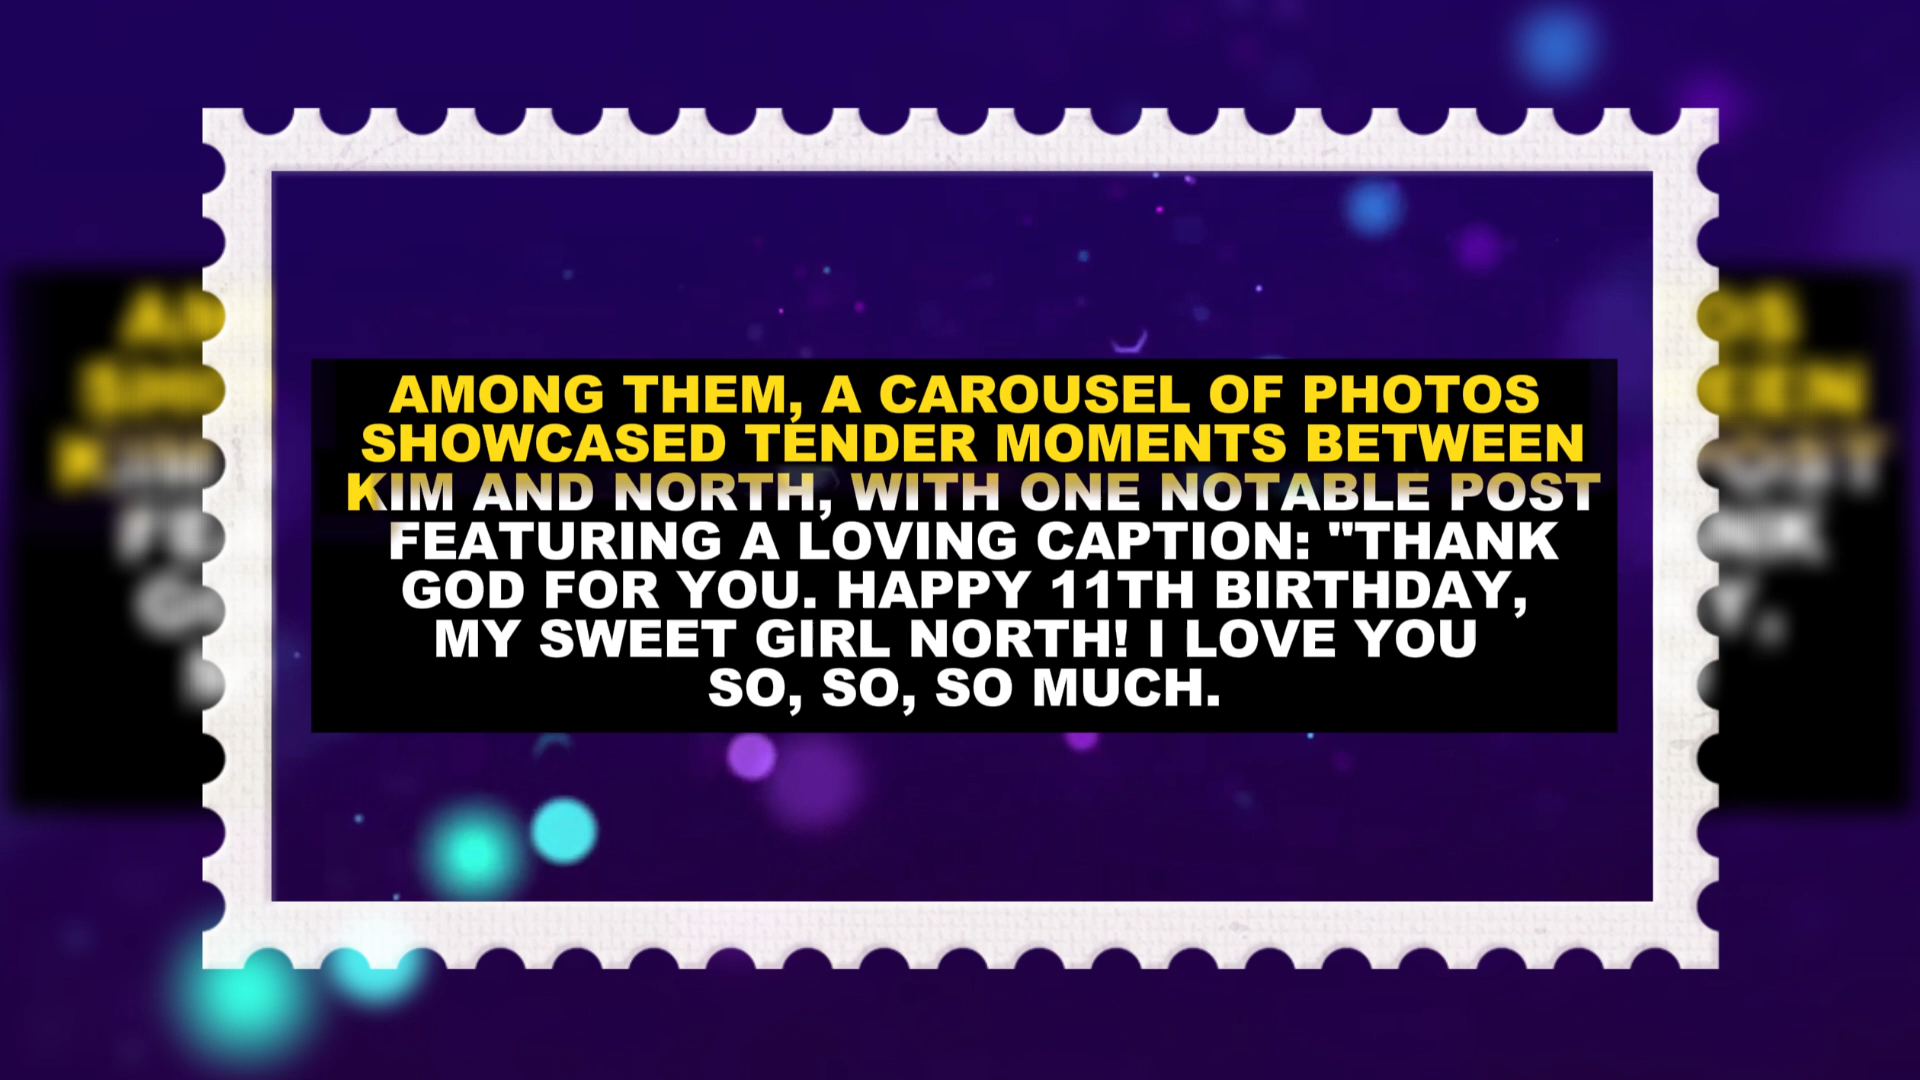 AMONG THEM, A CAROUSEL OF PHOTOS
SHOWCASED TENDER MOMENTS BETWEEN
KIM AND NORTH, WITH ONE NOTABLE POST
FEATURING A LOVING CAPTION: "THANK
GOD FOR YOU. HAPPY 11TH BIRTHDAY,
MY SWEET GIRL NORTH! I LOVE YOU
SO, SO, SO MUCH.